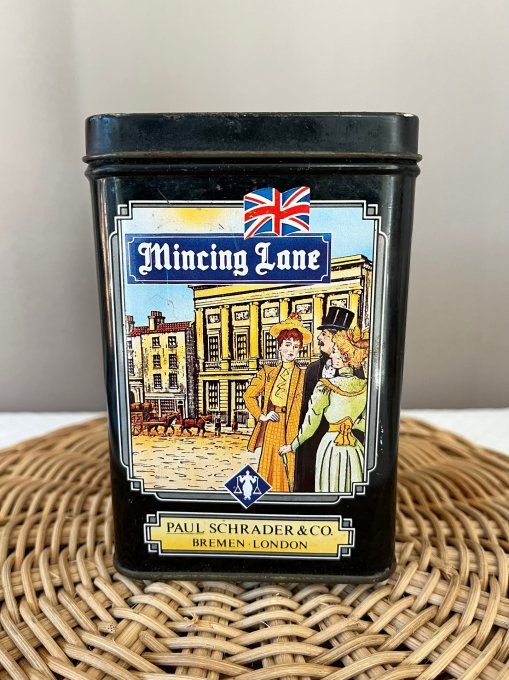 Mincing Lane
PAUL SCHRADER & CO.
BREMEN · LONDON